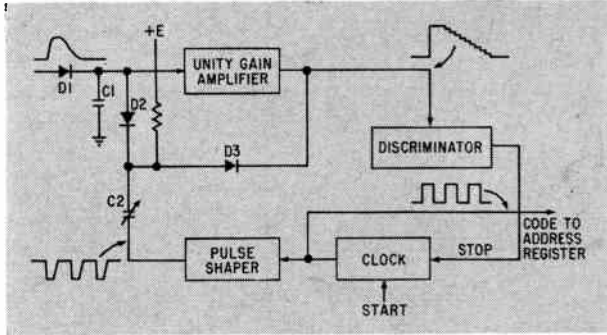 +E
UNITY GAIN
AMPLIFIER
D1
C1
D2
D3
DISCRIMINATOR
C2
CODE TO
ADDRESS
REGISTER
PULSE
SHAPER
CLOCK
STOP
START